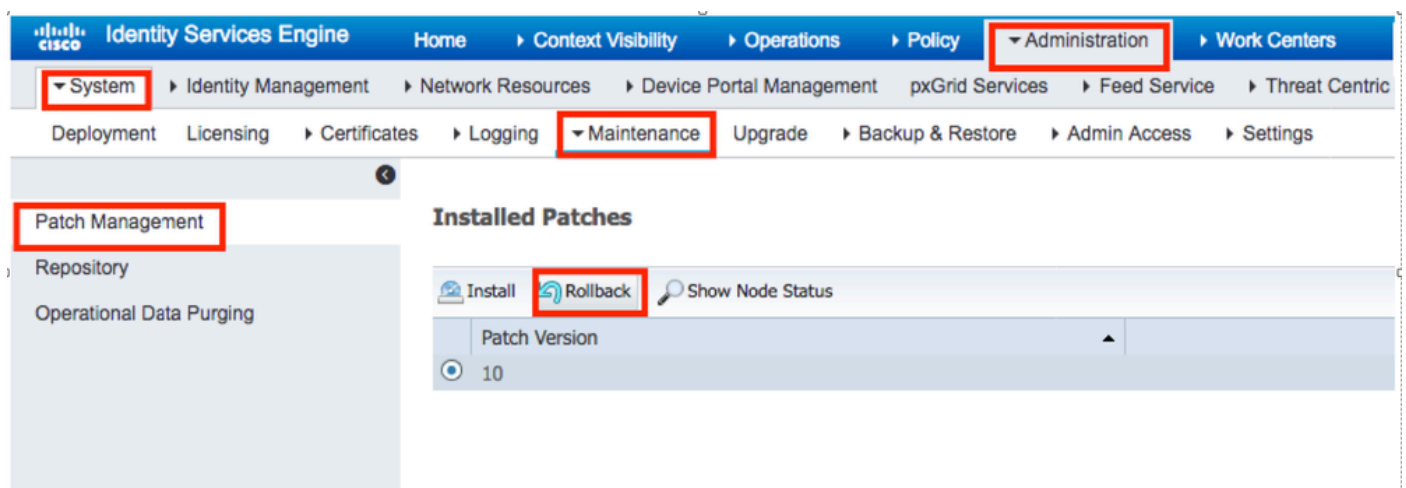 cisco Identity Services Engine Home Context Visibility Operations Policy Administration Work Centers
System Identity Management Network Resources Device Portal Management pxGrid Services Feed Service Threat Centric
Deployment Licensing Certificates Logging Maintenance Upgrade Backup & Restore Admin Access Settings
Patch Management
Repository
Operational Data Purging
Installed Patches
Install Rollback Show Node Status
Patch Version
10